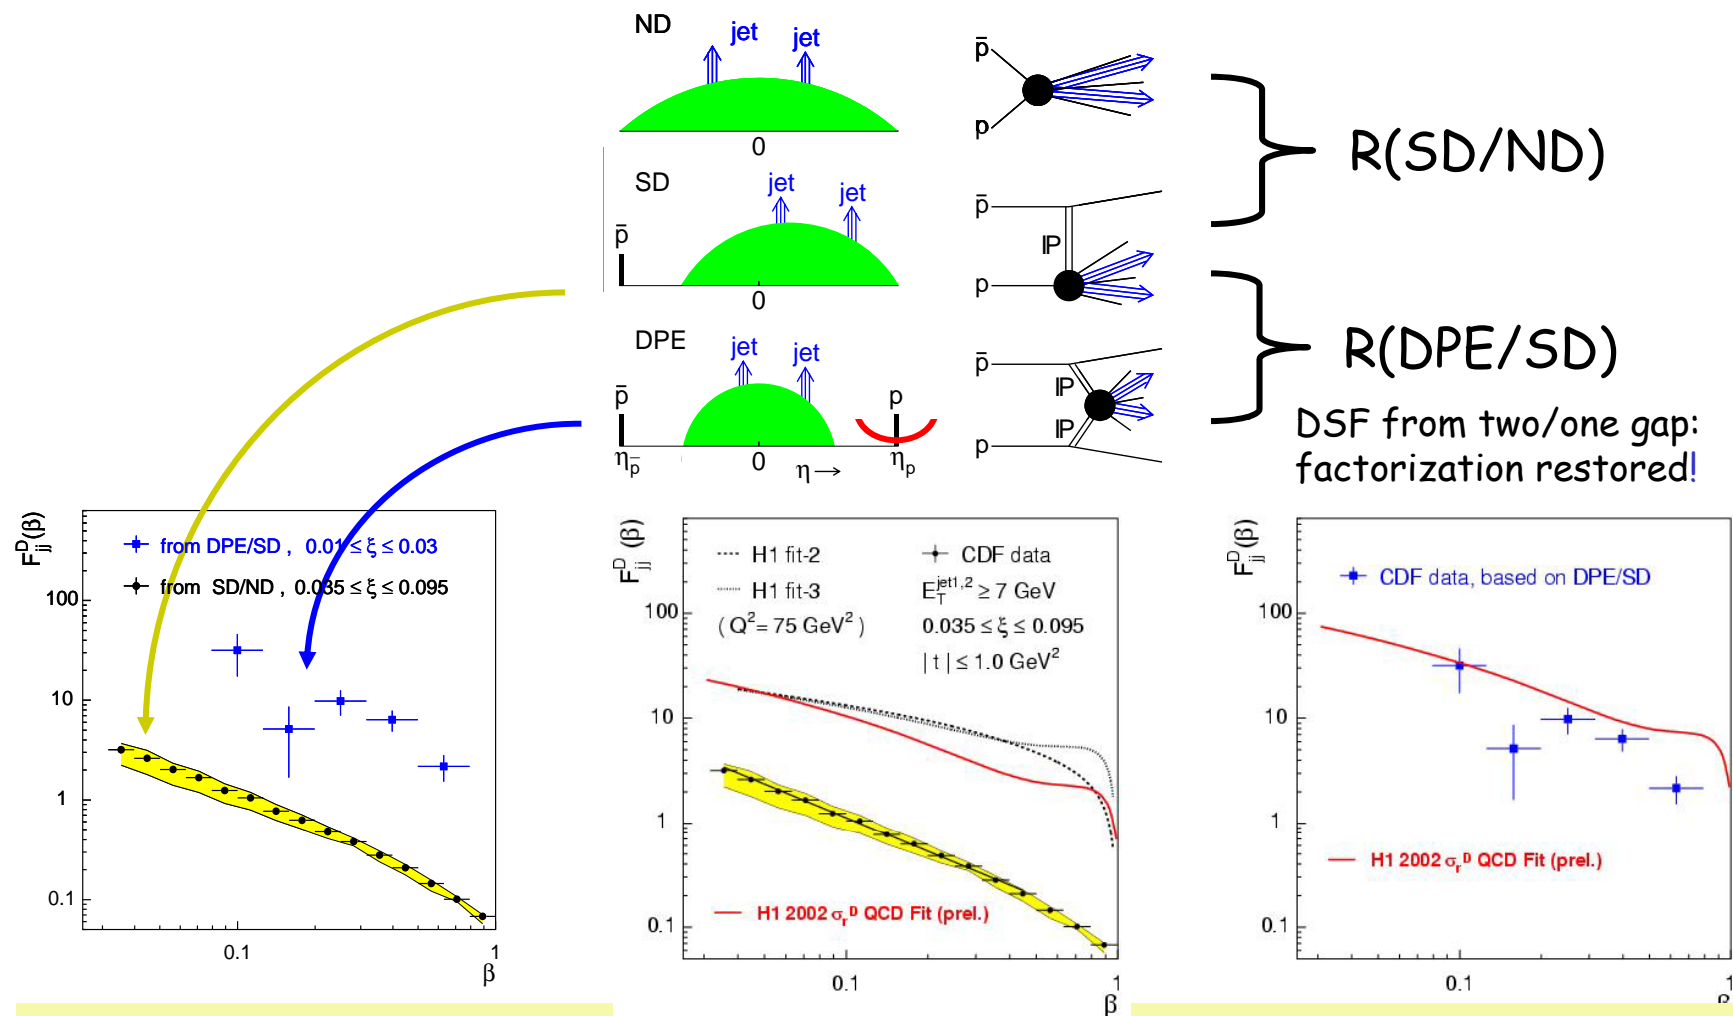 ND
jet
jet
p̄
p
0
R(SD/ND)
SD
jet
jet
p̄
0
p̄
IP
p
DPE
jet
jet
p̄
p
η_p̄
0
η→
η_p
p̄
IP
IP
p
R(DPE/SD)
DSF from two/one gap:
factorization restored!
F_jj^D(β)
from DPE/SD , 0.01 ≤ ξ ≤ 0.03
from SD/ND , 0.035 ≤ ξ ≤ 0.095
100
10
1
0.1
0.1
1
β
F_jj^D(β)
H1 fit-2
H1 fit-3
( Q²= 75 GeV² )
CDF data
E_T^jet1,2 ≥ 7 GeV
0.035 ≤ ξ ≤ 0.095
| t | ≤ 1.0 GeV²
100
10
1
0.1
H1 2002 σ_r^D QCD Fit (prel.)
0.1
1
β
F_jj^D(β)
CDF data, based on DPE/SD
100
10
1
0.1
H1 2002 σ_r^D QCD Fit (prel.)
0.1
1
β